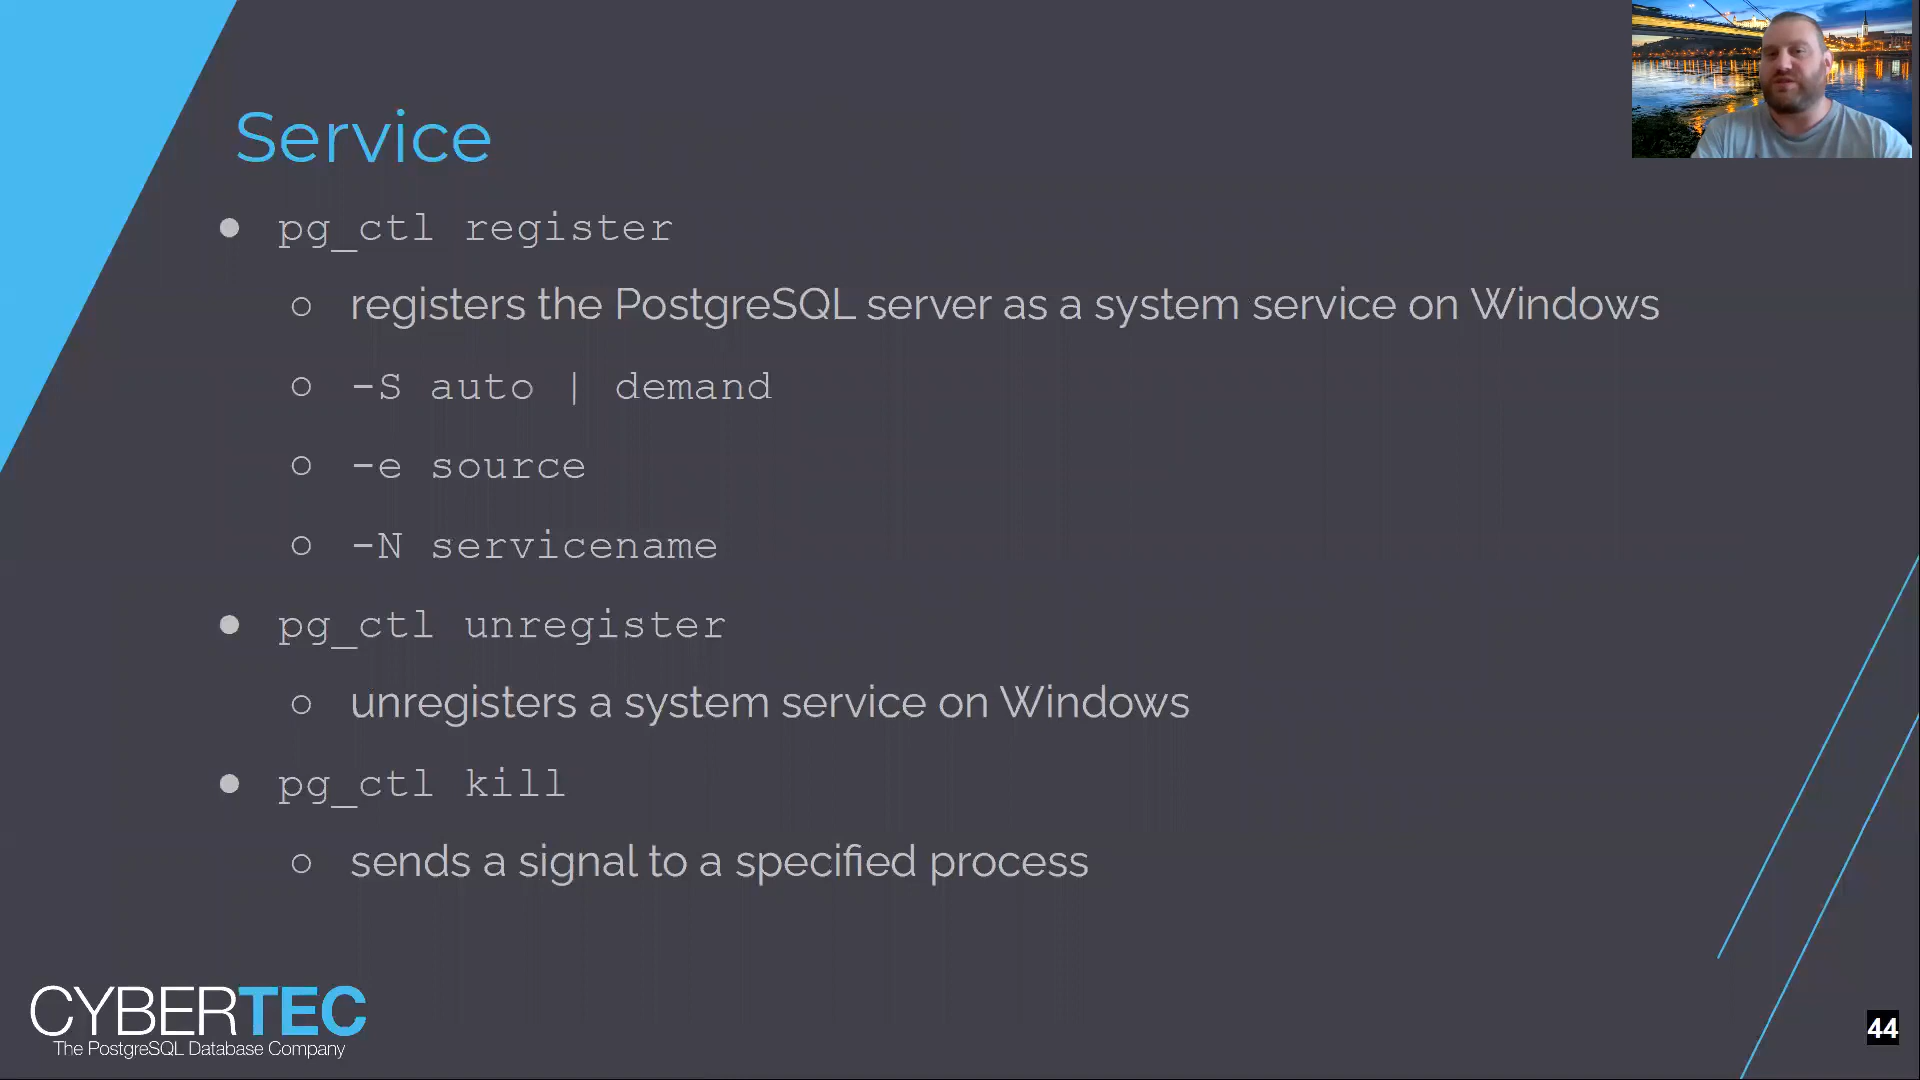 Service
● pg_ctl register
○ registers the PostgreSQL server as a system service on Windows
○ -S auto | demand
○ -e source
○ -N servicename
● pg_ctl unregister
○ unregisters a system service on Windows
● pg_ctl kill
○ sends a signal to a specified process
CYBERTEC
The PostgreSQL Database Company
44